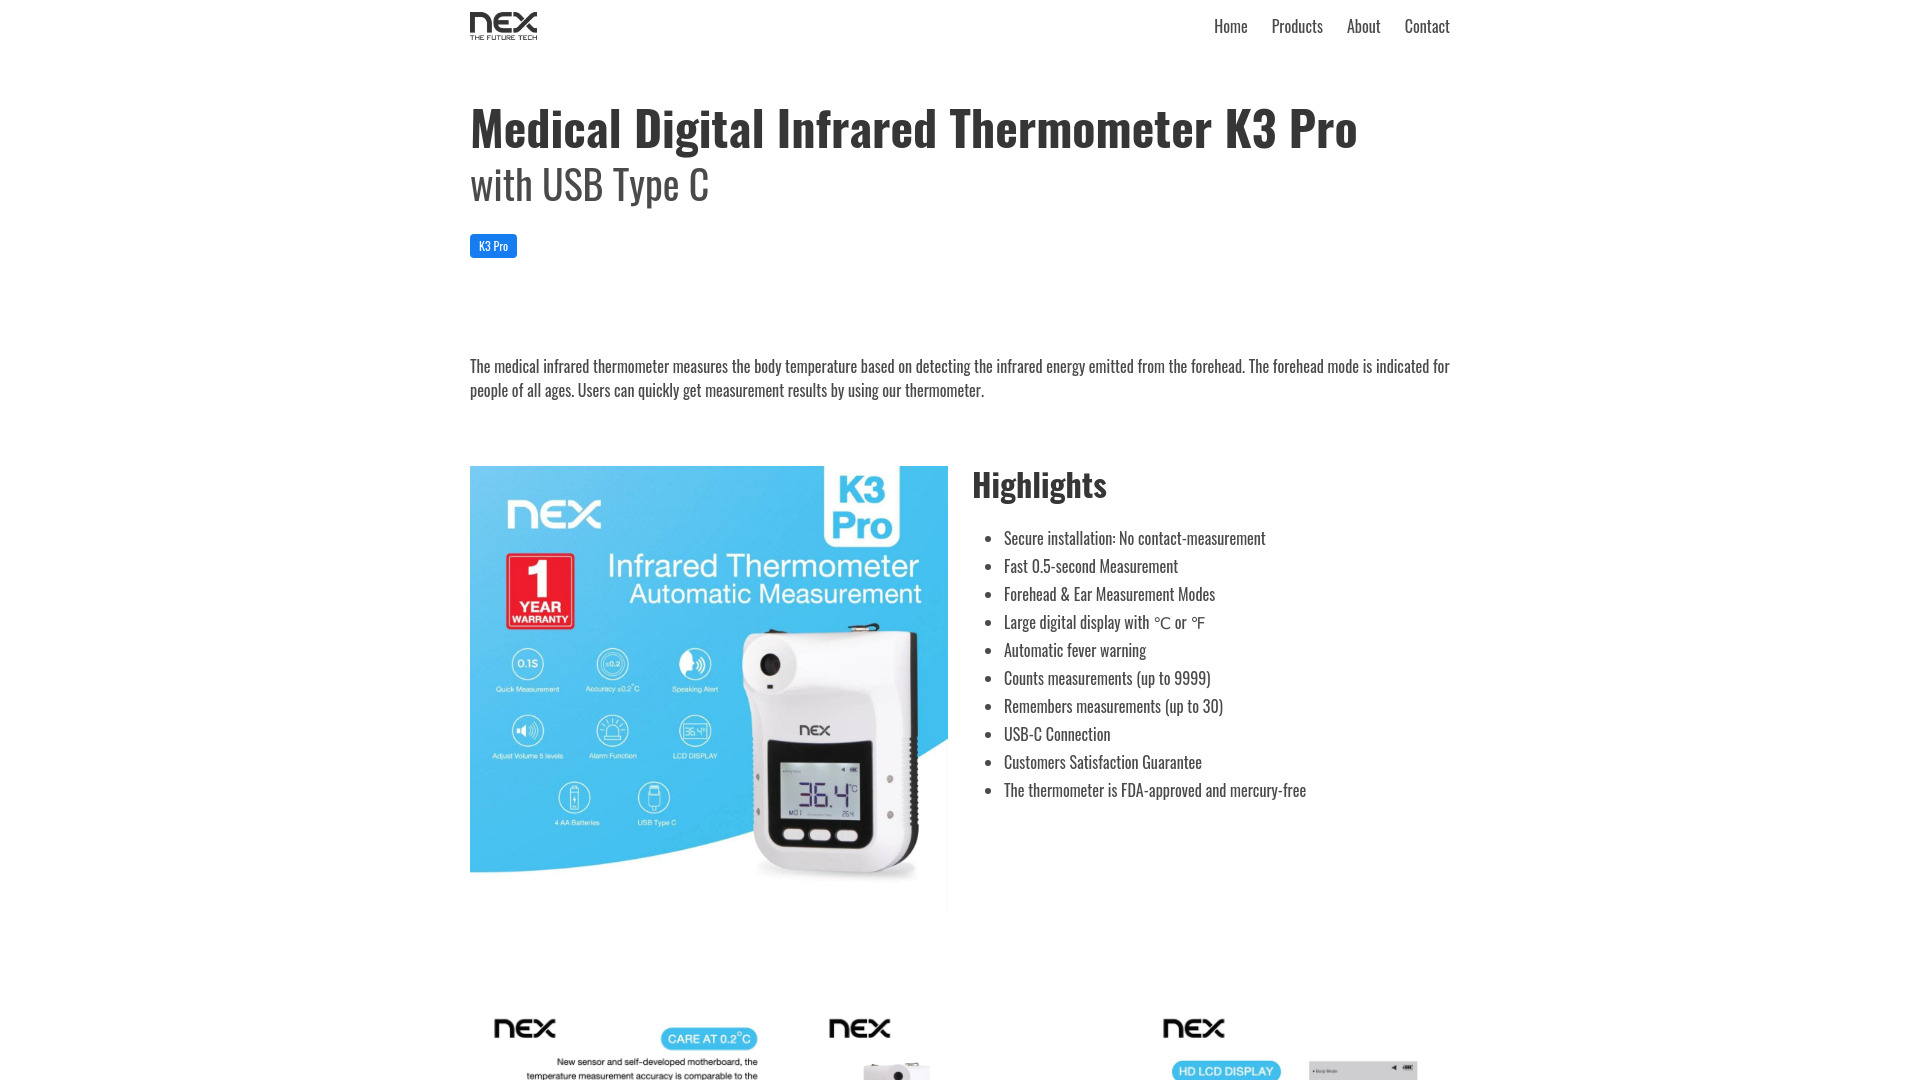 nex
THE FUTURE TECH
Home
Products
About
Contact
Medical Digital Infrared Thermometer K3 Pro
with USB Type C
K3 Pro
The medical infrared thermometer measures the body temperature based on detecting the infrared energy emitted from the forehead. The forehead mode is indicated for
people of all ages. Users can quickly get measurement results by using our thermometer.
nex
K3
Pro
1
YEAR
WARRANTY
Infrared Thermometer
Automatic Measurement
0.1S
±0.2
Quick Measurement
Accuracy ±0.2°C
Speaking Alert
36.4°
Adjust Volume 5 levels
Alarm Function
LCD DISPLAY
4 AA Batteries
USB Type C
nex
36.4°C
Highlights
Secure installation: No contact-measurement
Fast 0.5-second Measurement
Forehead & Ear Measurement Modes
Large digital display with ℃ or ℉
Automatic fever warning
Counts measurements (up to 9999)
Remembers measurements (up to 30)
USB-C Connection
Customers Satisfaction Guarantee
The thermometer is FDA-approved and mercury-free
nex
CARE AT 0.2°C
New sensor and self-developed motherboard, the
temperature measurement accuracy is comparable to the
nex
nex
HD LCD DISPLAY